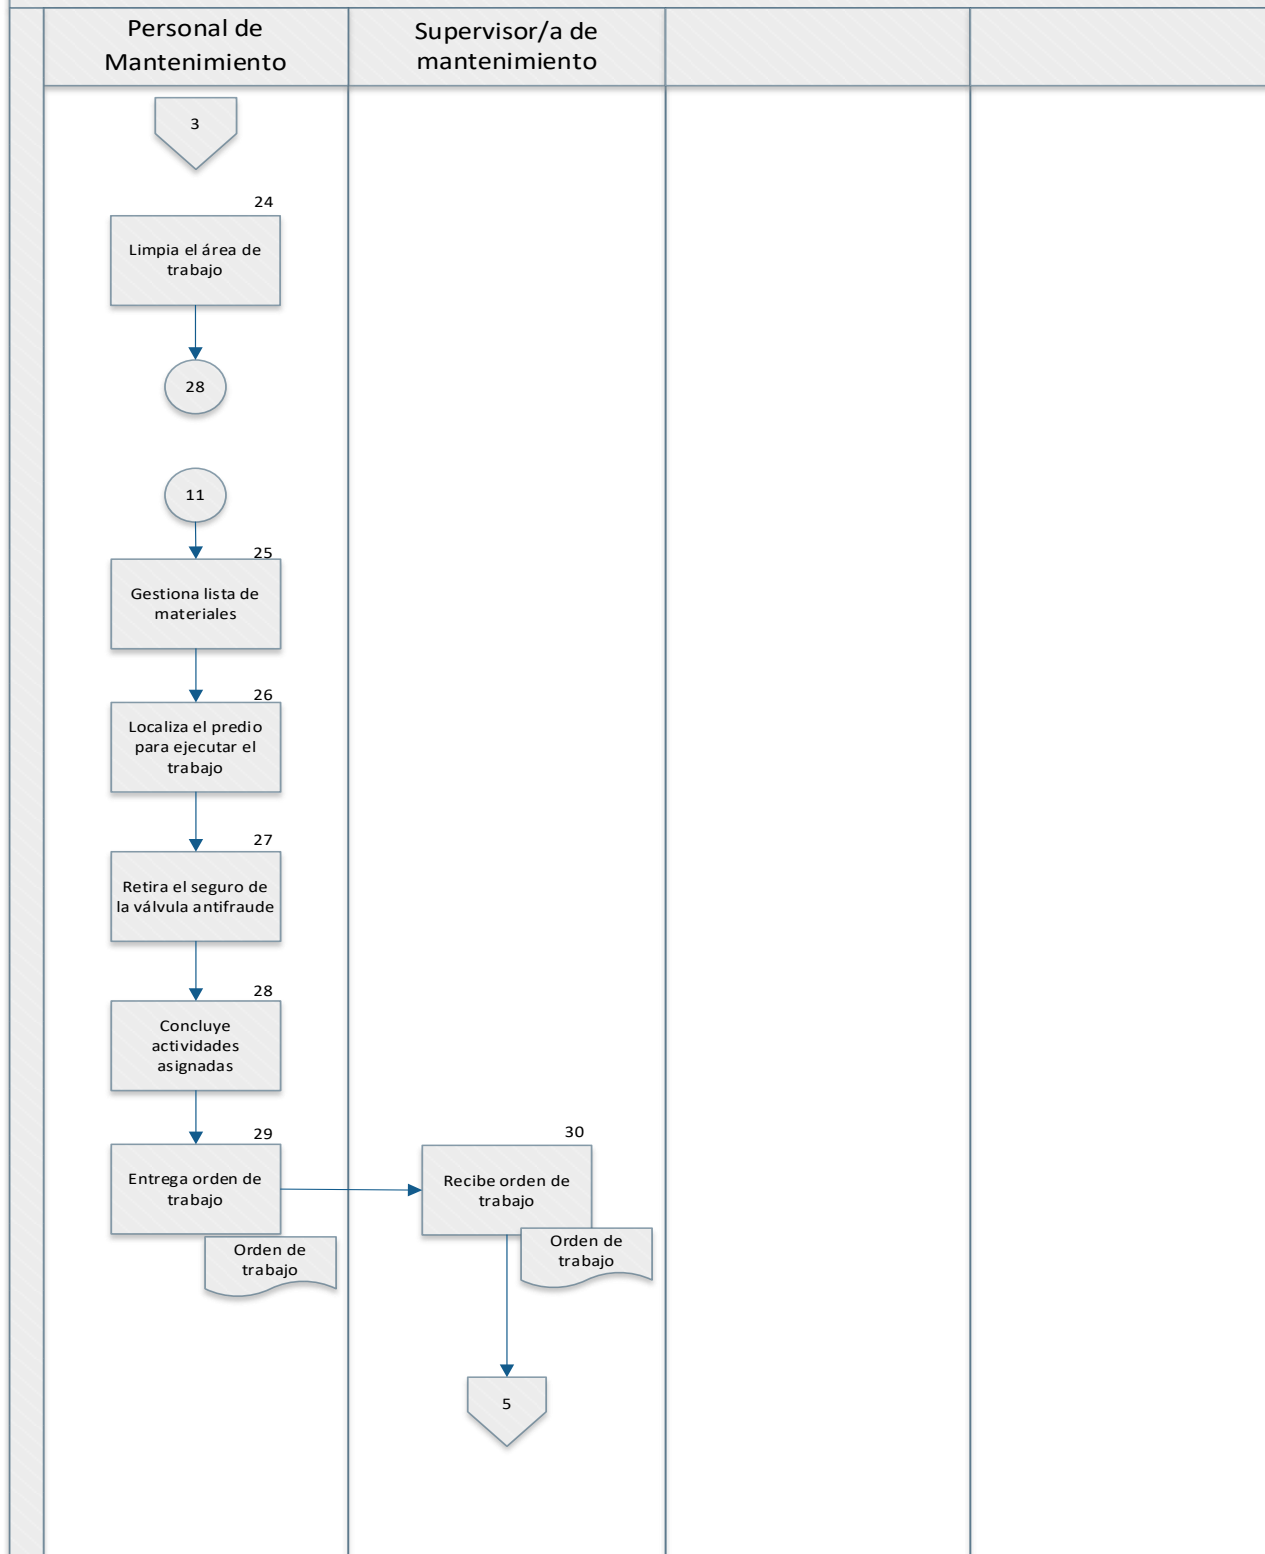 Personal de
Mantenimiento
Supervisor/a de
mantenimiento
3
24
Limpia el área de
trabajo
28
11
25
Gestiona lista de
materiales
26
Localiza el predio
para ejecutar el
trabajo
27
Retira el seguro de
la válvula antifraude
28
Concluye
actividades
asignadas
29
Entrega orden de
trabajo
Orden de
trabajo
30
Recibe orden de
trabajo
Orden de
trabajo
5